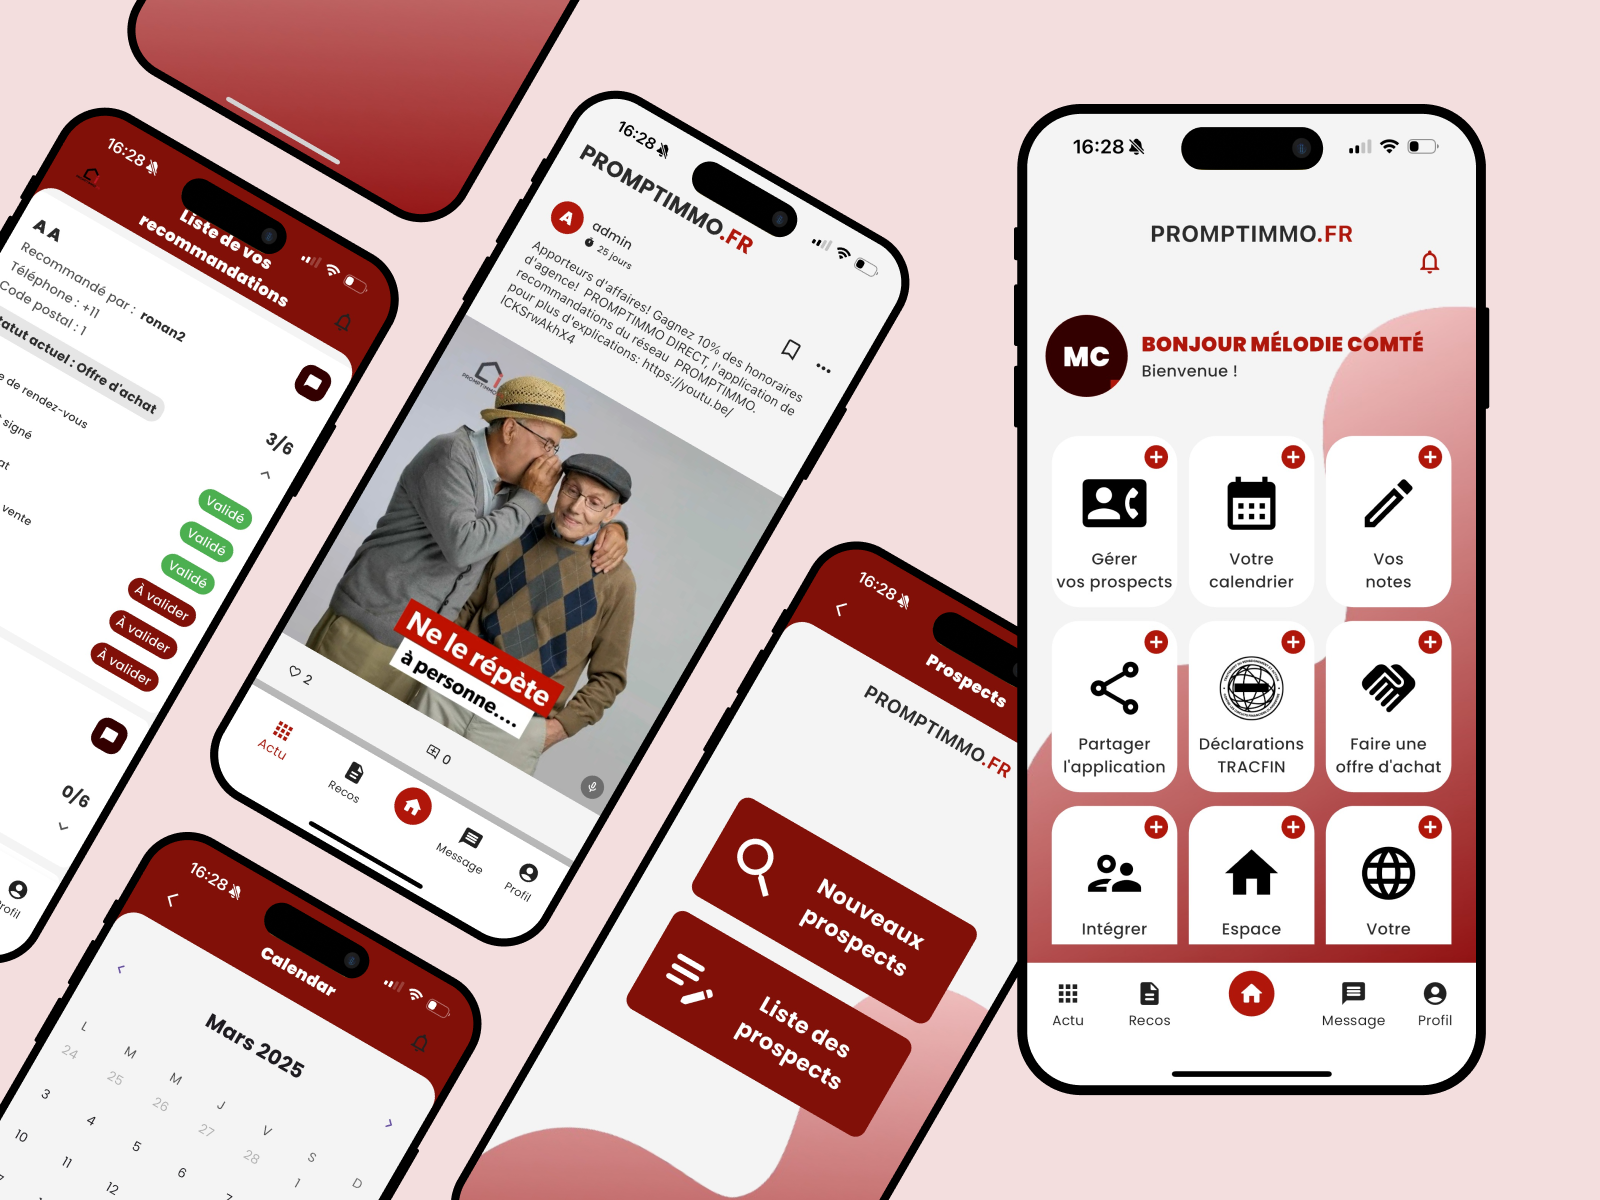 16:28
Liste de vos
recommandations
A A
Recommandé par : ronan2
Téléphone : +11
Code postal : 1
tatut actuel : Offre d'achat
e de rendez-vous
signé
at
vente
3/6
Validé
Validé
Validé
À valider
À valider
À valider
0/6
rofil
16:28
PROMPTIMMO.FR
A
admin
25 jours
Apporteurs d'affaires! Gagnez 10% des honoraires
d'agence! PROMPTIMMO DIRECT, l'application de
recommandations du réseau PROMPTIMMO.
pour plus d'explications: https://youtu.be/
ICKSrwAkhX4
Ne le répète
à personne....
2
0
Actu
Recos
Message
Profil
16:28
Calendar
Mars 2025
L M M J V S D
24 25 26 27 28 1
3 4 5 6 7
10 11 12
16:28
Prospects
PROMPTIMMO.FR
Nouveaux
prospects
Liste des
prospects
16:28
PROMPTIMMO.FR
MC
BONJOUR MÉLODIE COMTÉ
Bienvenue !
Gérer
vos prospects
Votre
calendrier
Vos
notes
Partager
l'application
Déclarations
TRACFIN
Faire une
offre d'achat
Intégrer
Espace
Votre
Actu
Recos
Message
Profil